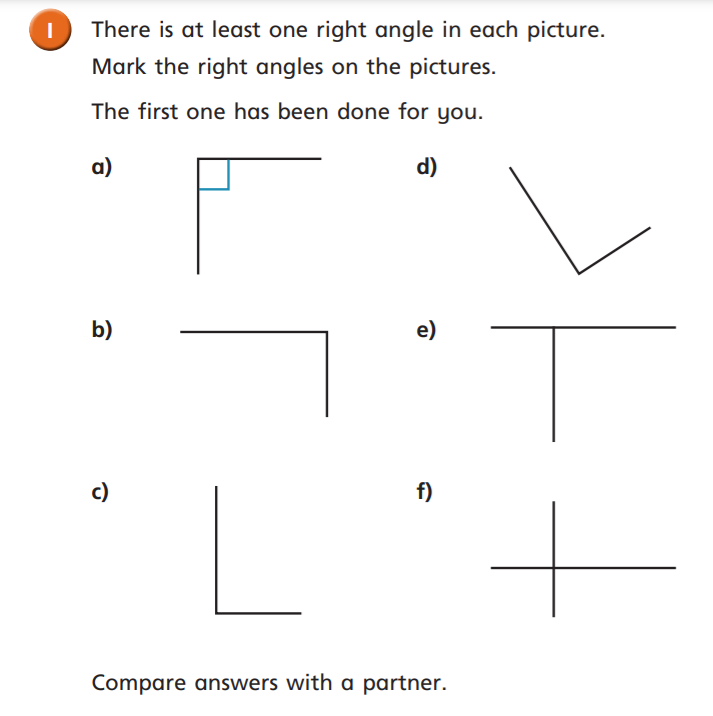 1 There is at least one right angle in each picture.
Mark the right angles on the pictures.
The first one has been done for you.
a)
d)
b)
e)
c)
f)
Compare answers with a partner.